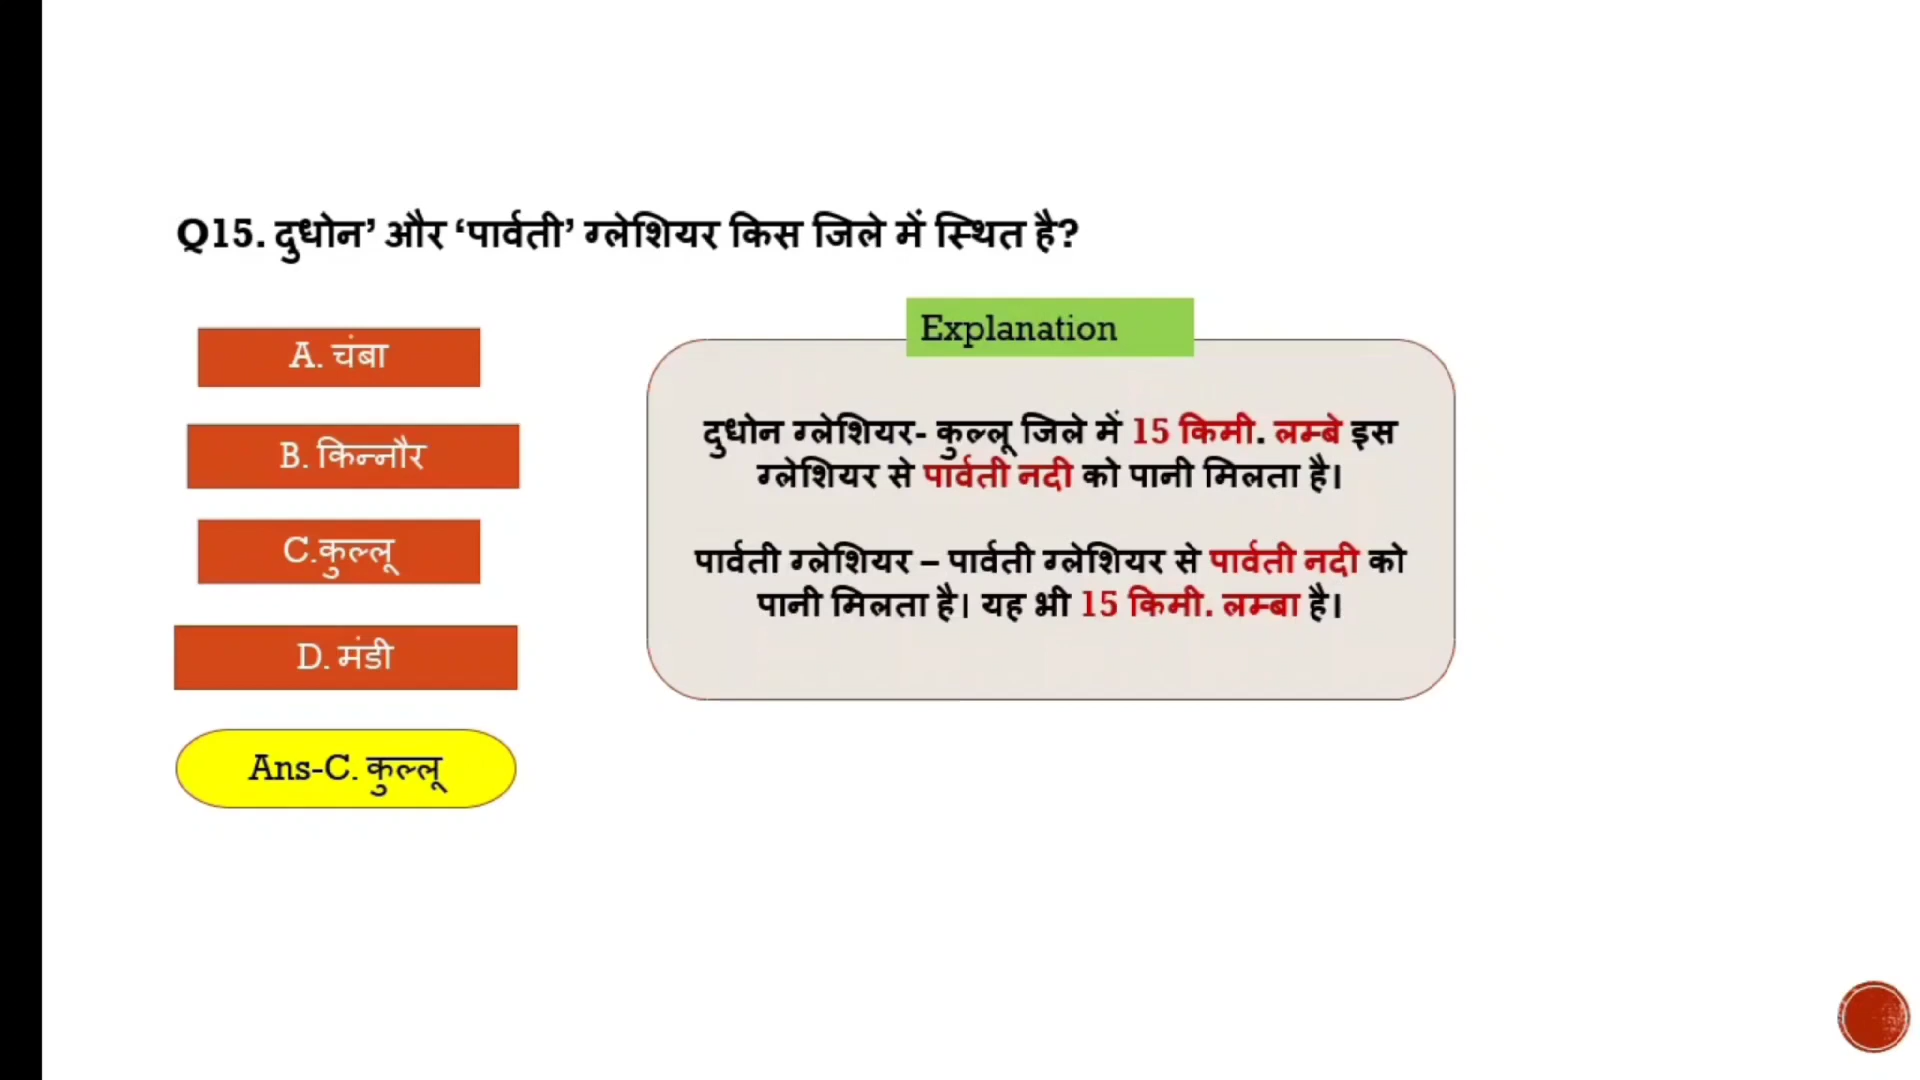 Q15. दुधोन’ और ‘पार्वती’ ग्लेशियर किस जिले में स्थित है?
A. चंबा
B. किन्नौर
C.कुल्लू
D. मंडी
Ans-C. कुल्लू
Explanation
दुधोन ग्लेशियर- कुल्लू जिले में 15 किमी. लम्बे इस
ग्लेशियर से पार्वती नदी को पानी मिलता है।
पार्वती ग्लेशियर – पार्वती ग्लेशियर से पार्वती नदी को
पानी मिलता है। यह भी 15 किमी. लम्बा है।